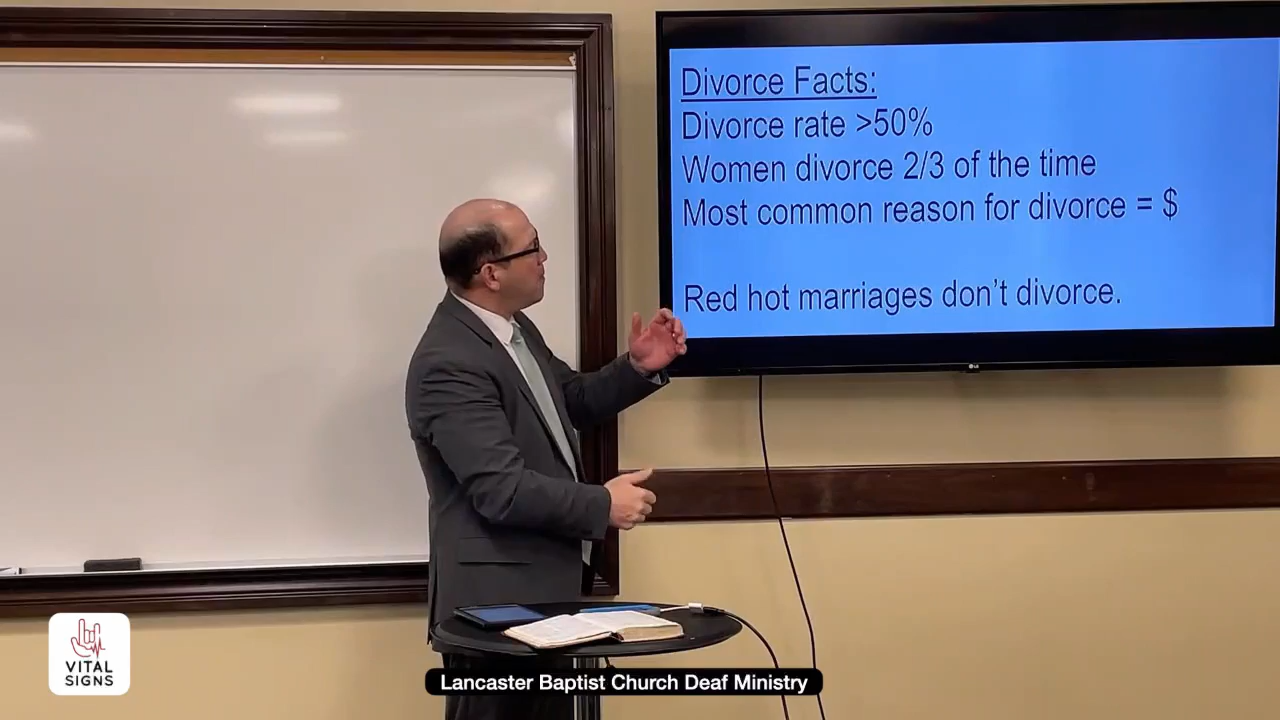 Divorce Facts:
Divorce rate >50%
Women divorce 2/3 of the time
Most common reason for divorce = $
Red hot marriages don't divorce.
LG
VITAL
SIGNS
Lancaster Baptist Church Deaf Ministry